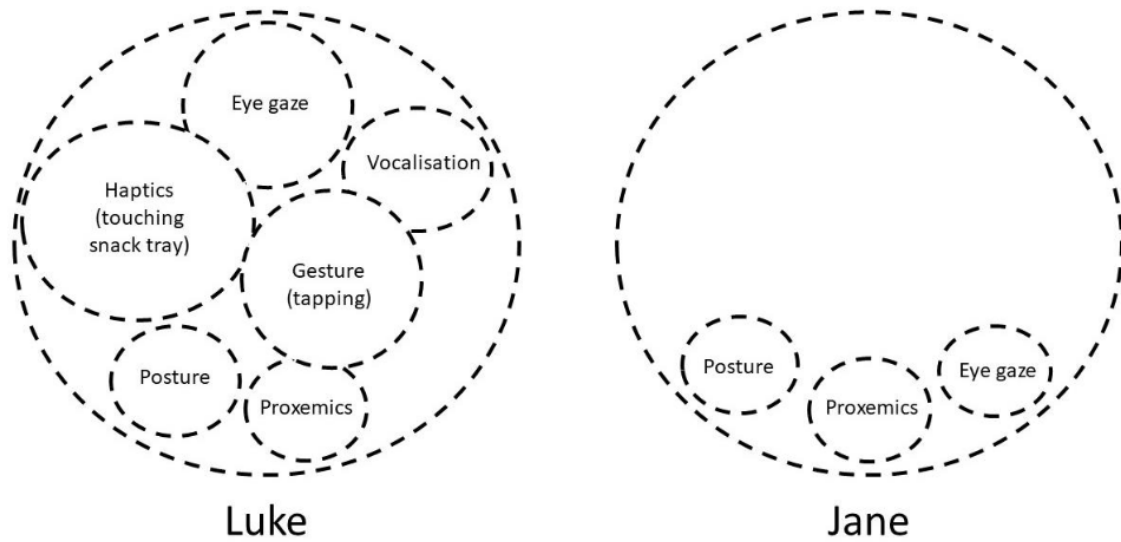 Eye gaze
Vocalisation
Haptics
(touching
snack tray)
Gesture
(tapping)
Posture
Proxemics
Luke
Posture
Proxemics
Eye gaze
Jane